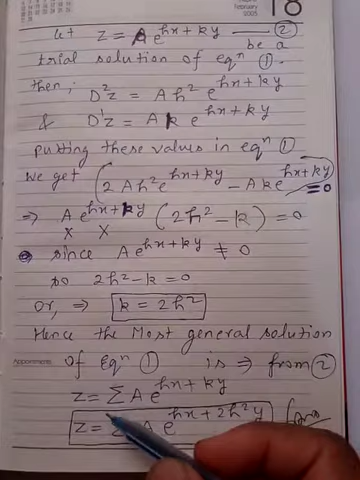 February
2005
18
Let z = A e^{hx + ky} — ②
be a
trial solution of eqⁿ ①.
then;
D²z = A h² e^{hx + ky}
& D'z = A k e^{hx + ky}
putting these values in eqⁿ ①
we get (2Ah² e^{hx + ky} − Ak e^{hx + ky}) = 0
⇒ A e^{hx + ky} (2h² − k) = 0
x x
since A e^{hx + ky} ≠ 0
so 2h² − k = 0
or, ⇒ k = 2h²
Hence the Most general solution
Appointments
of Eqⁿ ① is ⇒ from ②
z = Σ A e^{hx + ky}
z = Σ A e^{hx + 2h²y}